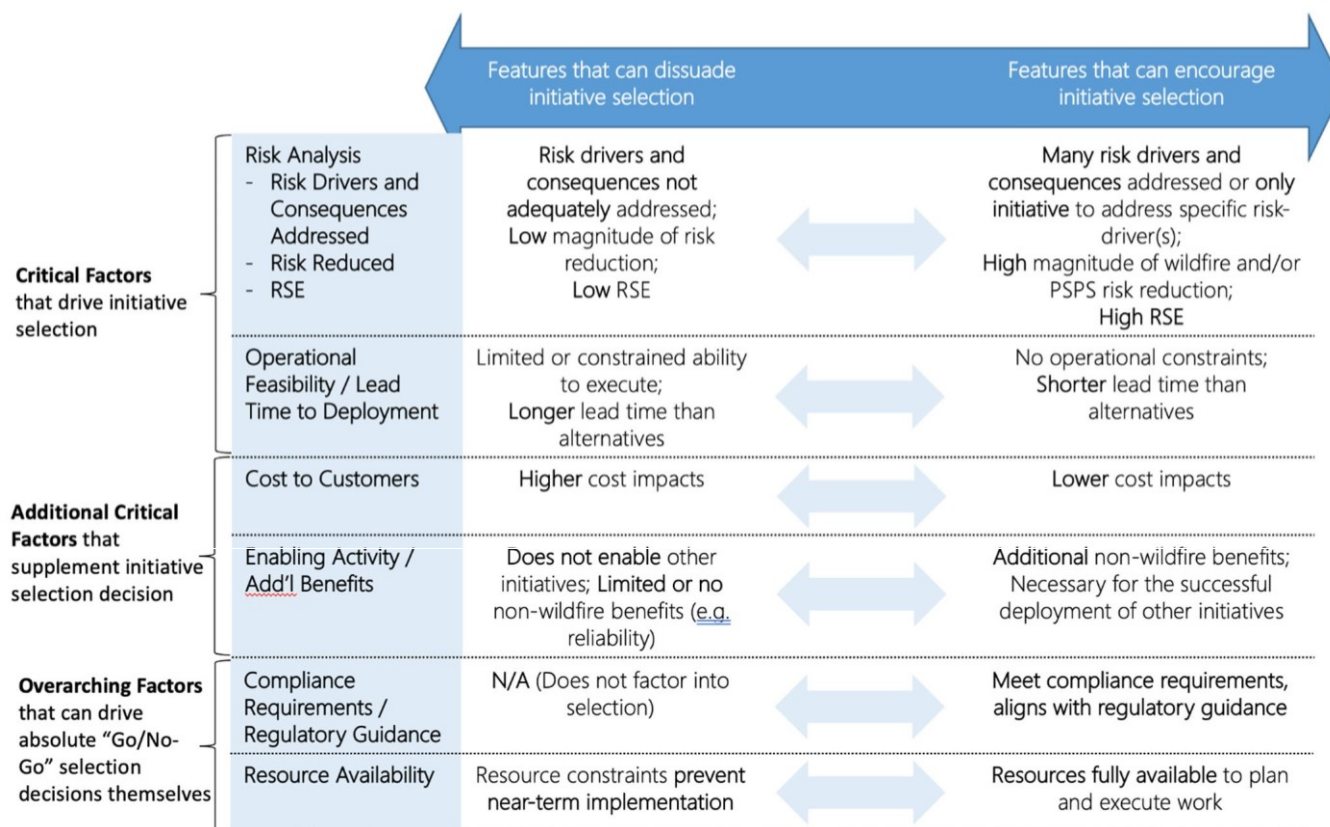 Features that can dissuade
initiative selection
Features that can encourage
initiative selection
Critical Factors
that drive initiative
selection
Risk Analysis
- Risk Drivers and
Consequences
Addressed
- Risk Reduced
- RSE
Risk drivers and
consequences not
adequately addressed;
Low magnitude of risk
reduction;
Low RSE
Many risk drivers and
consequences addressed or only
initiative to address specific risk-
driver(s);
High magnitude of wildfire and/or
PSPS risk reduction;
High RSE
Operational
Feasibility / Lead
Time to Deployment
Limited or constrained ability
to execute;
Longer lead time than
alternatives
No operational constraints;
Shorter lead time than
alternatives
Additional Critical
Factors that
supplement initiative
selection decision
Cost to Customers
Higher cost impacts
Lower cost impacts
Enabling Activity /
Add'l Benefits
Does not enable other
initiatives; Limited or no
non-wildfire benefits (e.g.
reliability)
Additional non-wildfire benefits;
Necessary for the successful
deployment of other initiatives
Overarching Factors
that can drive
absolute “Go/No-
Go” selection
decisions themselves
Compliance
Requirements /
Regulatory Guidance
N/A (Does not factor into
selection)
Meet compliance requirements,
aligns with regulatory guidance
Resource Availability
Resource constraints prevent
near-term implementation
Resources fully available to plan
and execute work